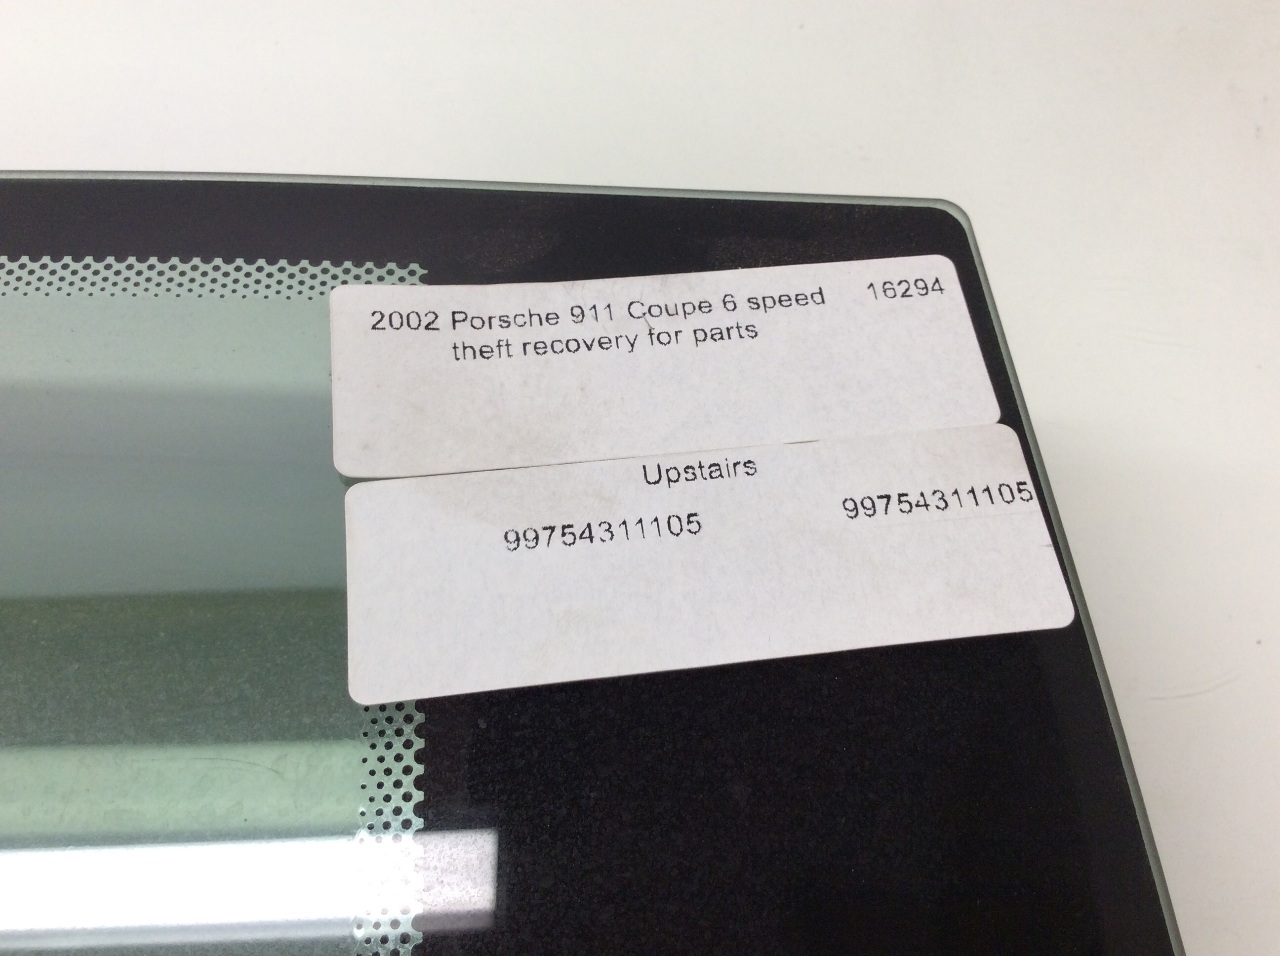 2002 Porsche 911 Coupe 6 speed 16294
theft recovery for parts
Upstairs
99754311105 99754311105